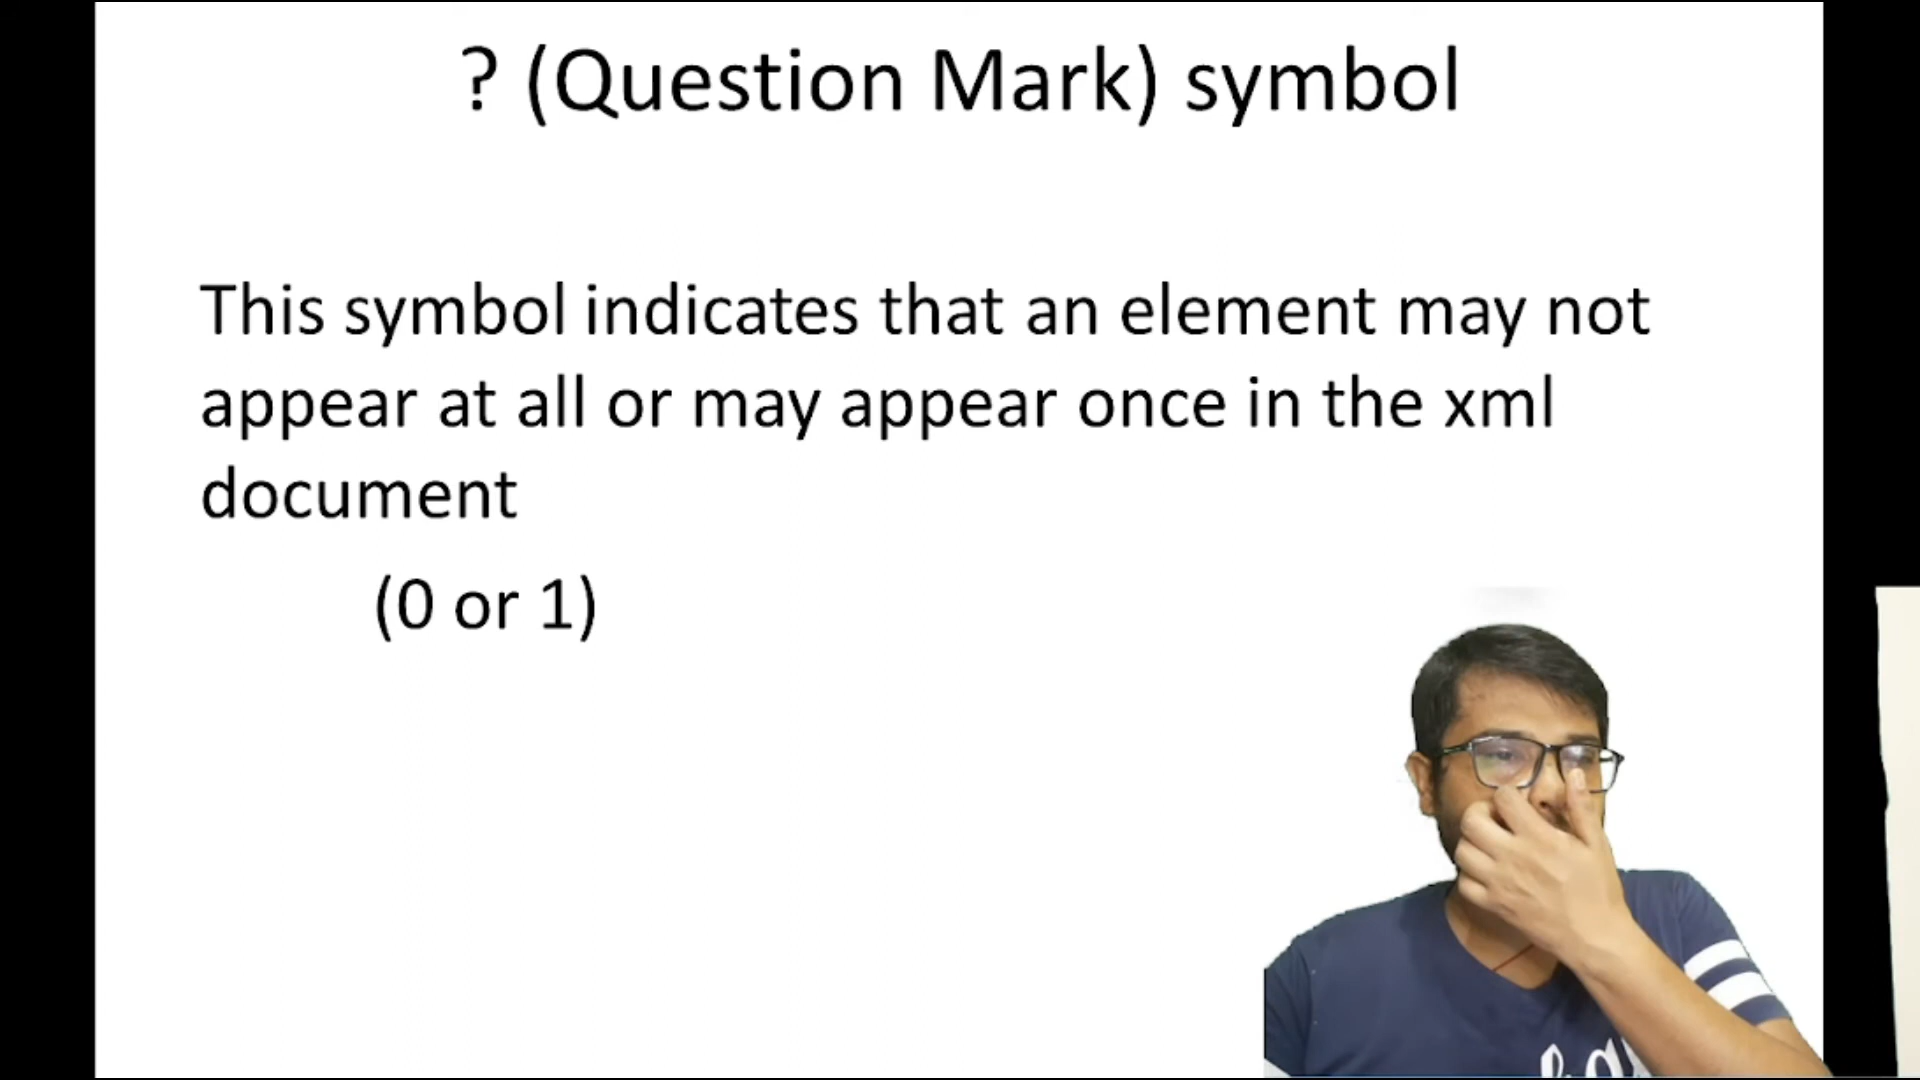 ? (Question Mark) symbol
This symbol indicates that an element may not
appear at all or may appear once in the xml
document
(0 or 1)